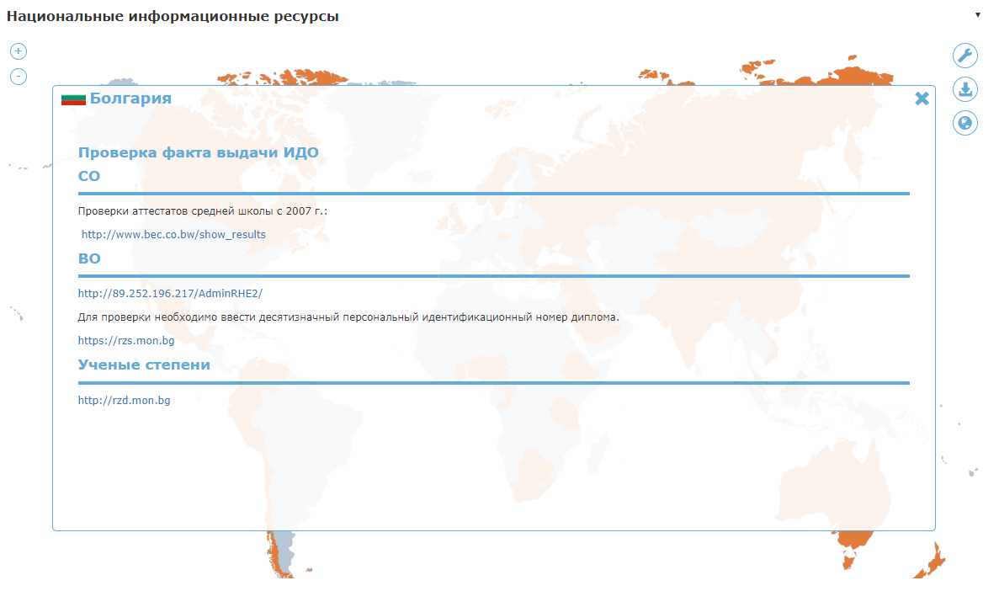 Национальные информационные ресурсы
▼
+
-
Болгария
Проверка факта выдачи ИДО
СО
Проверки аттестатов средней школы с 2007 г.:
http://www.bec.co.bw/show_results
ВО
http://89.252.196.217/AdminRHE2/
Для проверки необходимо ввести десятизначный персональный идентификационный номер диплома.
https://rzs.mon.bg
Ученые степени
http://rzd.mon.bg